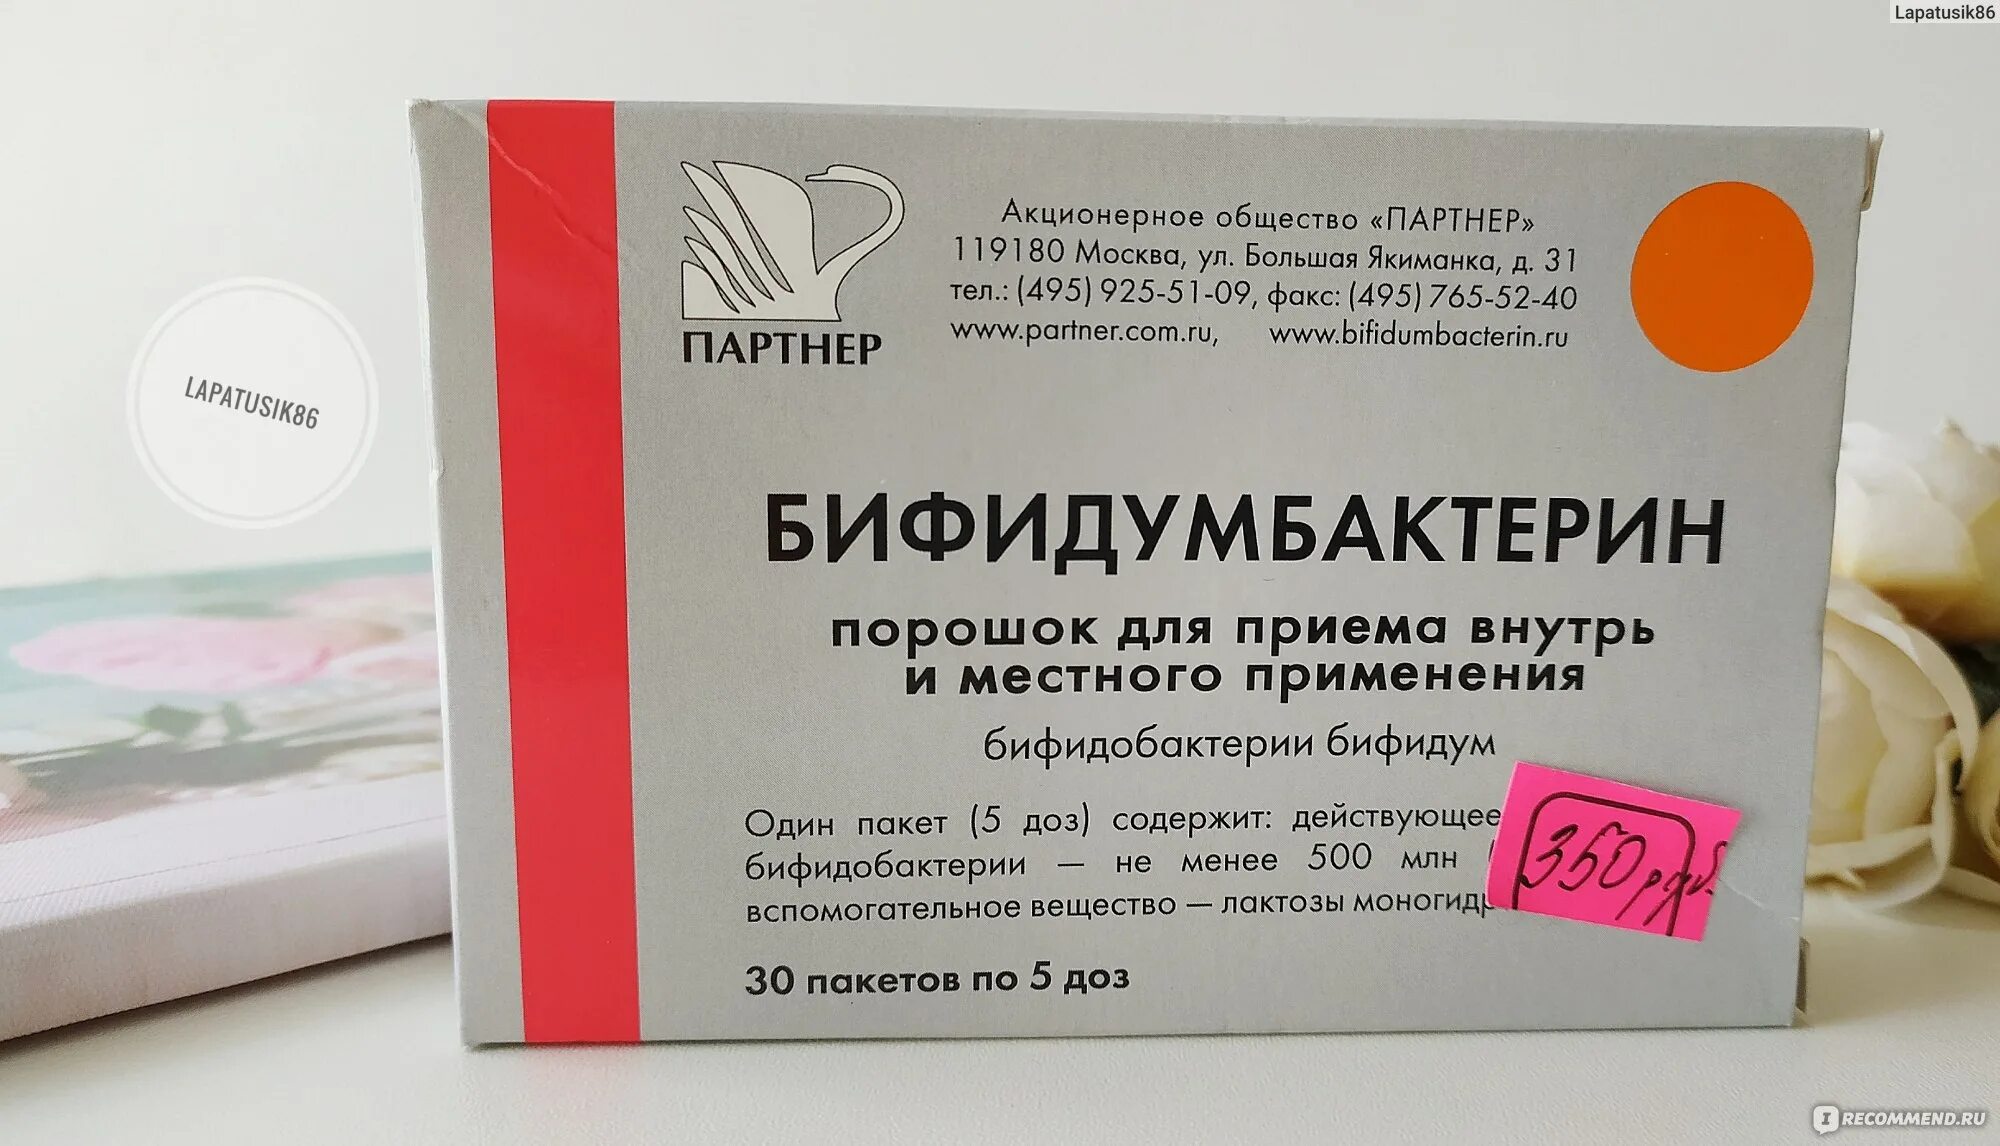 Lapatusik86
LAPATUSIK86
ПАРТНЕР
Акционерное общество «ПАРТНЕР»
119180 Москва, ул. Большая Якиманка, д. 31
тел.: (495) 925-51-09, факс: (495) 765-52-40
www.partner.com.ru, www.bifidumbacterin.ru
БИФИДУМБАКТЕРИН
порошок для приема внутрь
и местного применения
бифидобактерии бифидум
Один пакет (5 доз) содержит: действующее
бифидобактерии — не менее 500 млн
вспомогательное вещество — лактозы
350 руб.
30 пакетов по 5 доз
IRECOMMEND.RU